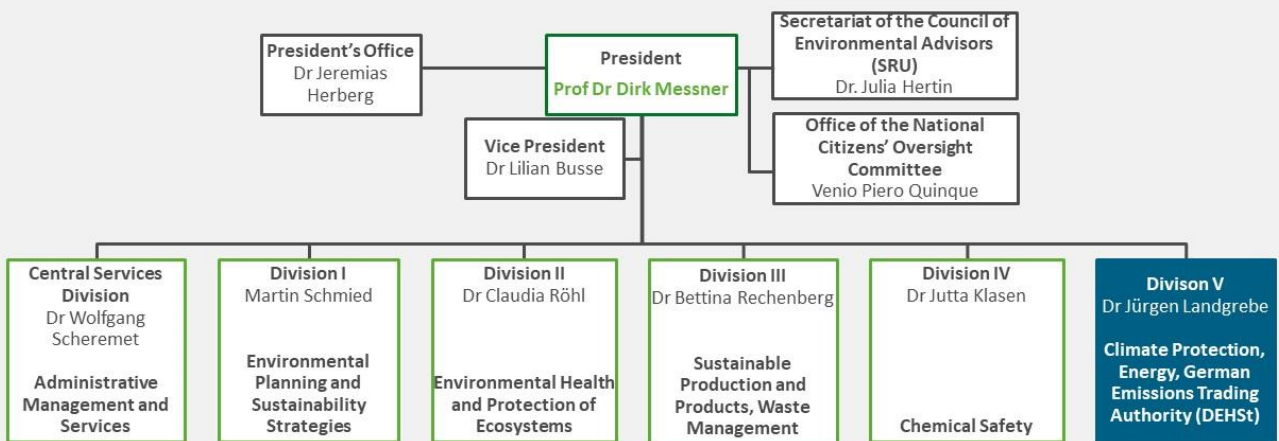 President's Office
Dr Jeremias
Herberg
President
Prof Dr Dirk Messner
Secretariat of the Council of
Environmental Advisors
(SRU)
Dr. Julia Hertin
Vice President
Dr Lilian Busse
Office of the National
Citizens' Oversight
Committee
Venio Piero Quinque
Central Services
Division
Dr Wolfgang
Scheremet
Administrative
Management and
Services
Division I
Martin Schmied
Environmental
Planning and
Sustainability
Strategies
Division II
Dr Claudia Röhl
Environmental Health
and Protection of
Ecosystems
Division III
Dr Bettina Rechenberg
Sustainable
Production and
Products, Waste
Management
Division IV
Dr Jutta Klasen
Chemical Safety
Divison V
Dr Jürgen Landgrebe
Climate Protection,
Energy, German
Emissions Trading
Authority (DEHSt)